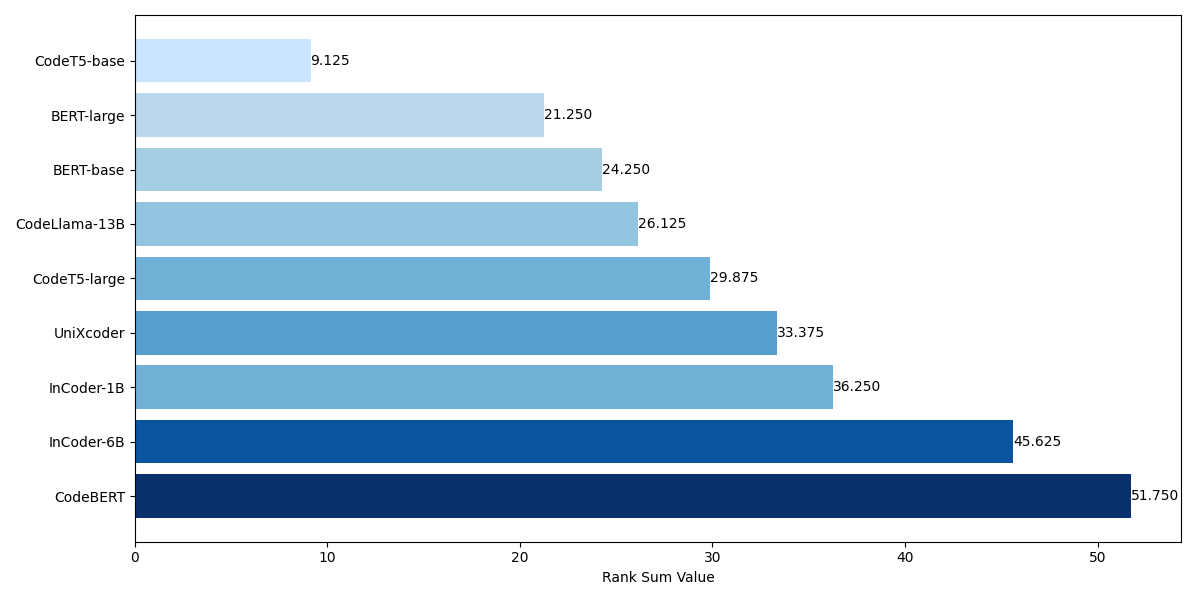 CodeT5-base 9.125
BERT-large 21.250
BERT-base 24.250
CodeLlama-13B 26.125
CodeT5-large 29.875
UniXcoder 33.375
InCoder-1B 36.250
InCoder-6B 45.625
CodeBERT 51.750
0 10 20 30 40 50
Rank Sum Value